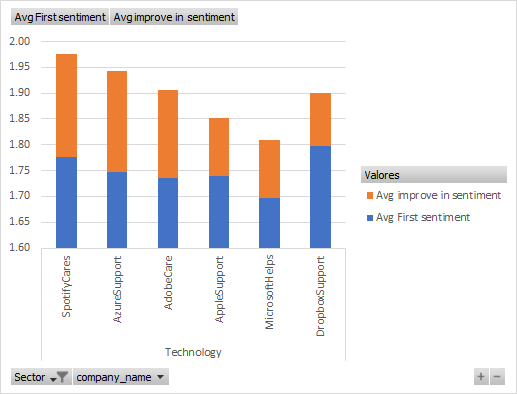 Avg First sentiment Avg improve in sentiment
2.00
1.95
1.90
1.85
1.80
1.75
1.70
1.65
1.60
SpotifyCares
AzureSupport
AdobeCare
AppleSupport
MicrosoftHelps
DropboxSupport
Technology
Valores
Avg improve in sentiment
Avg First sentiment
Sector company_name
+ −